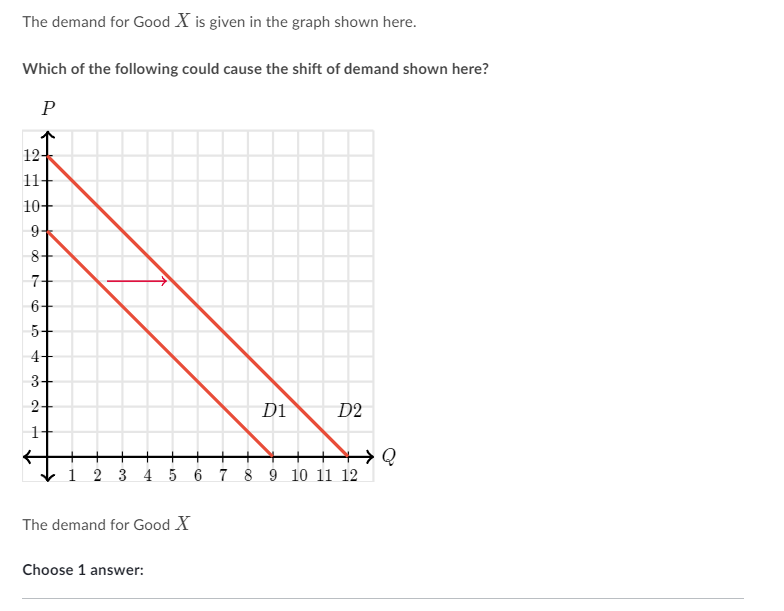 The demand for Good X is given in the graph shown here.
Which of the following could cause the shift of demand shown here?
P
12
11
10
9
8
7
6
5
4
3
2
1
D1 D2
Q
1 2 3 4 5 6 7 8 9 10 11 12
The demand for Good X
Choose 1 answer: